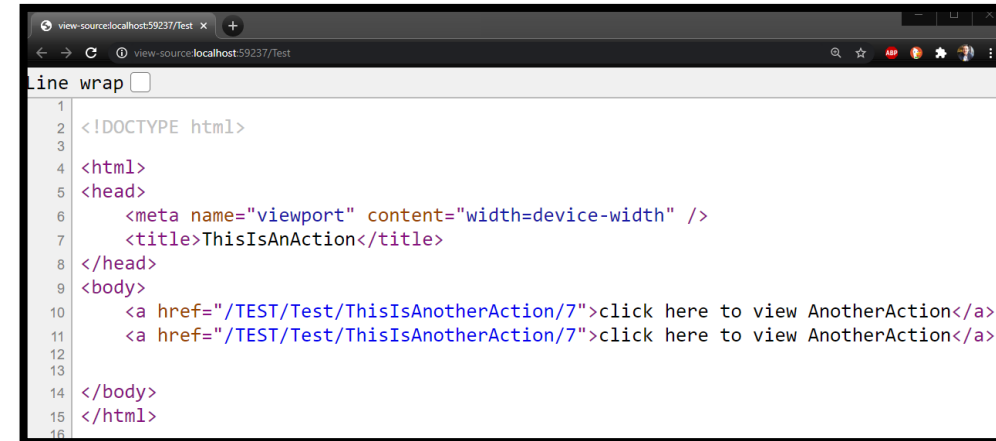 view-source:localhost:59237/Test
view-source:localhost:59237/Test
ABP
Line wrap
1
2 <!DOCTYPE html>
3
4 <html>
5 <head>
6 <meta name="viewport" content="width=device-width" />
7 <title>ThisIsAnAction</title>
8 </head>
9 <body>
10 <a href="/TEST/Test/ThisIsAnotherAction/7">click here to view AnotherAction</a>
11 <a href="/TEST/Test/ThisIsAnotherAction/7">click here to view AnotherAction</a>
12
13
14 </body>
15 </html>
16